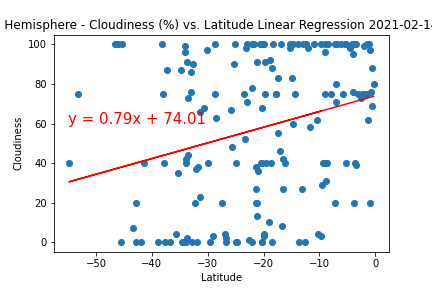 Hemisphere - Cloudiness (%) vs. Latitude Linear Regression 2021-02-14
100
80
y = 0.79x + 74.01
60
Cloudiness
40
20
0
−50 −40 −30 −20 −10 0
Latitude